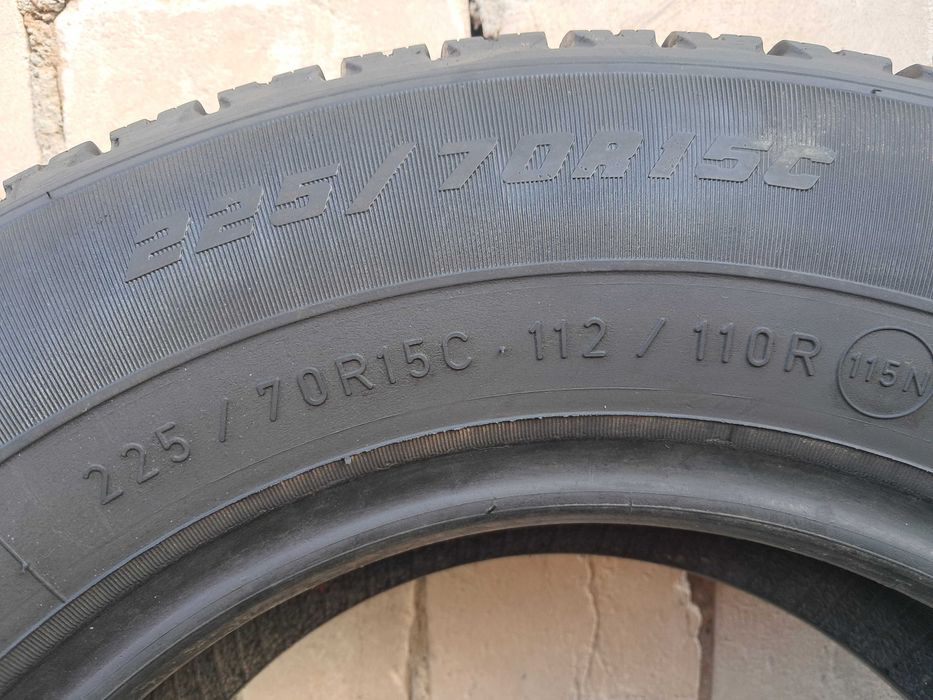 225/70R15C
225 / 70R15C · 112 / 110R 115N